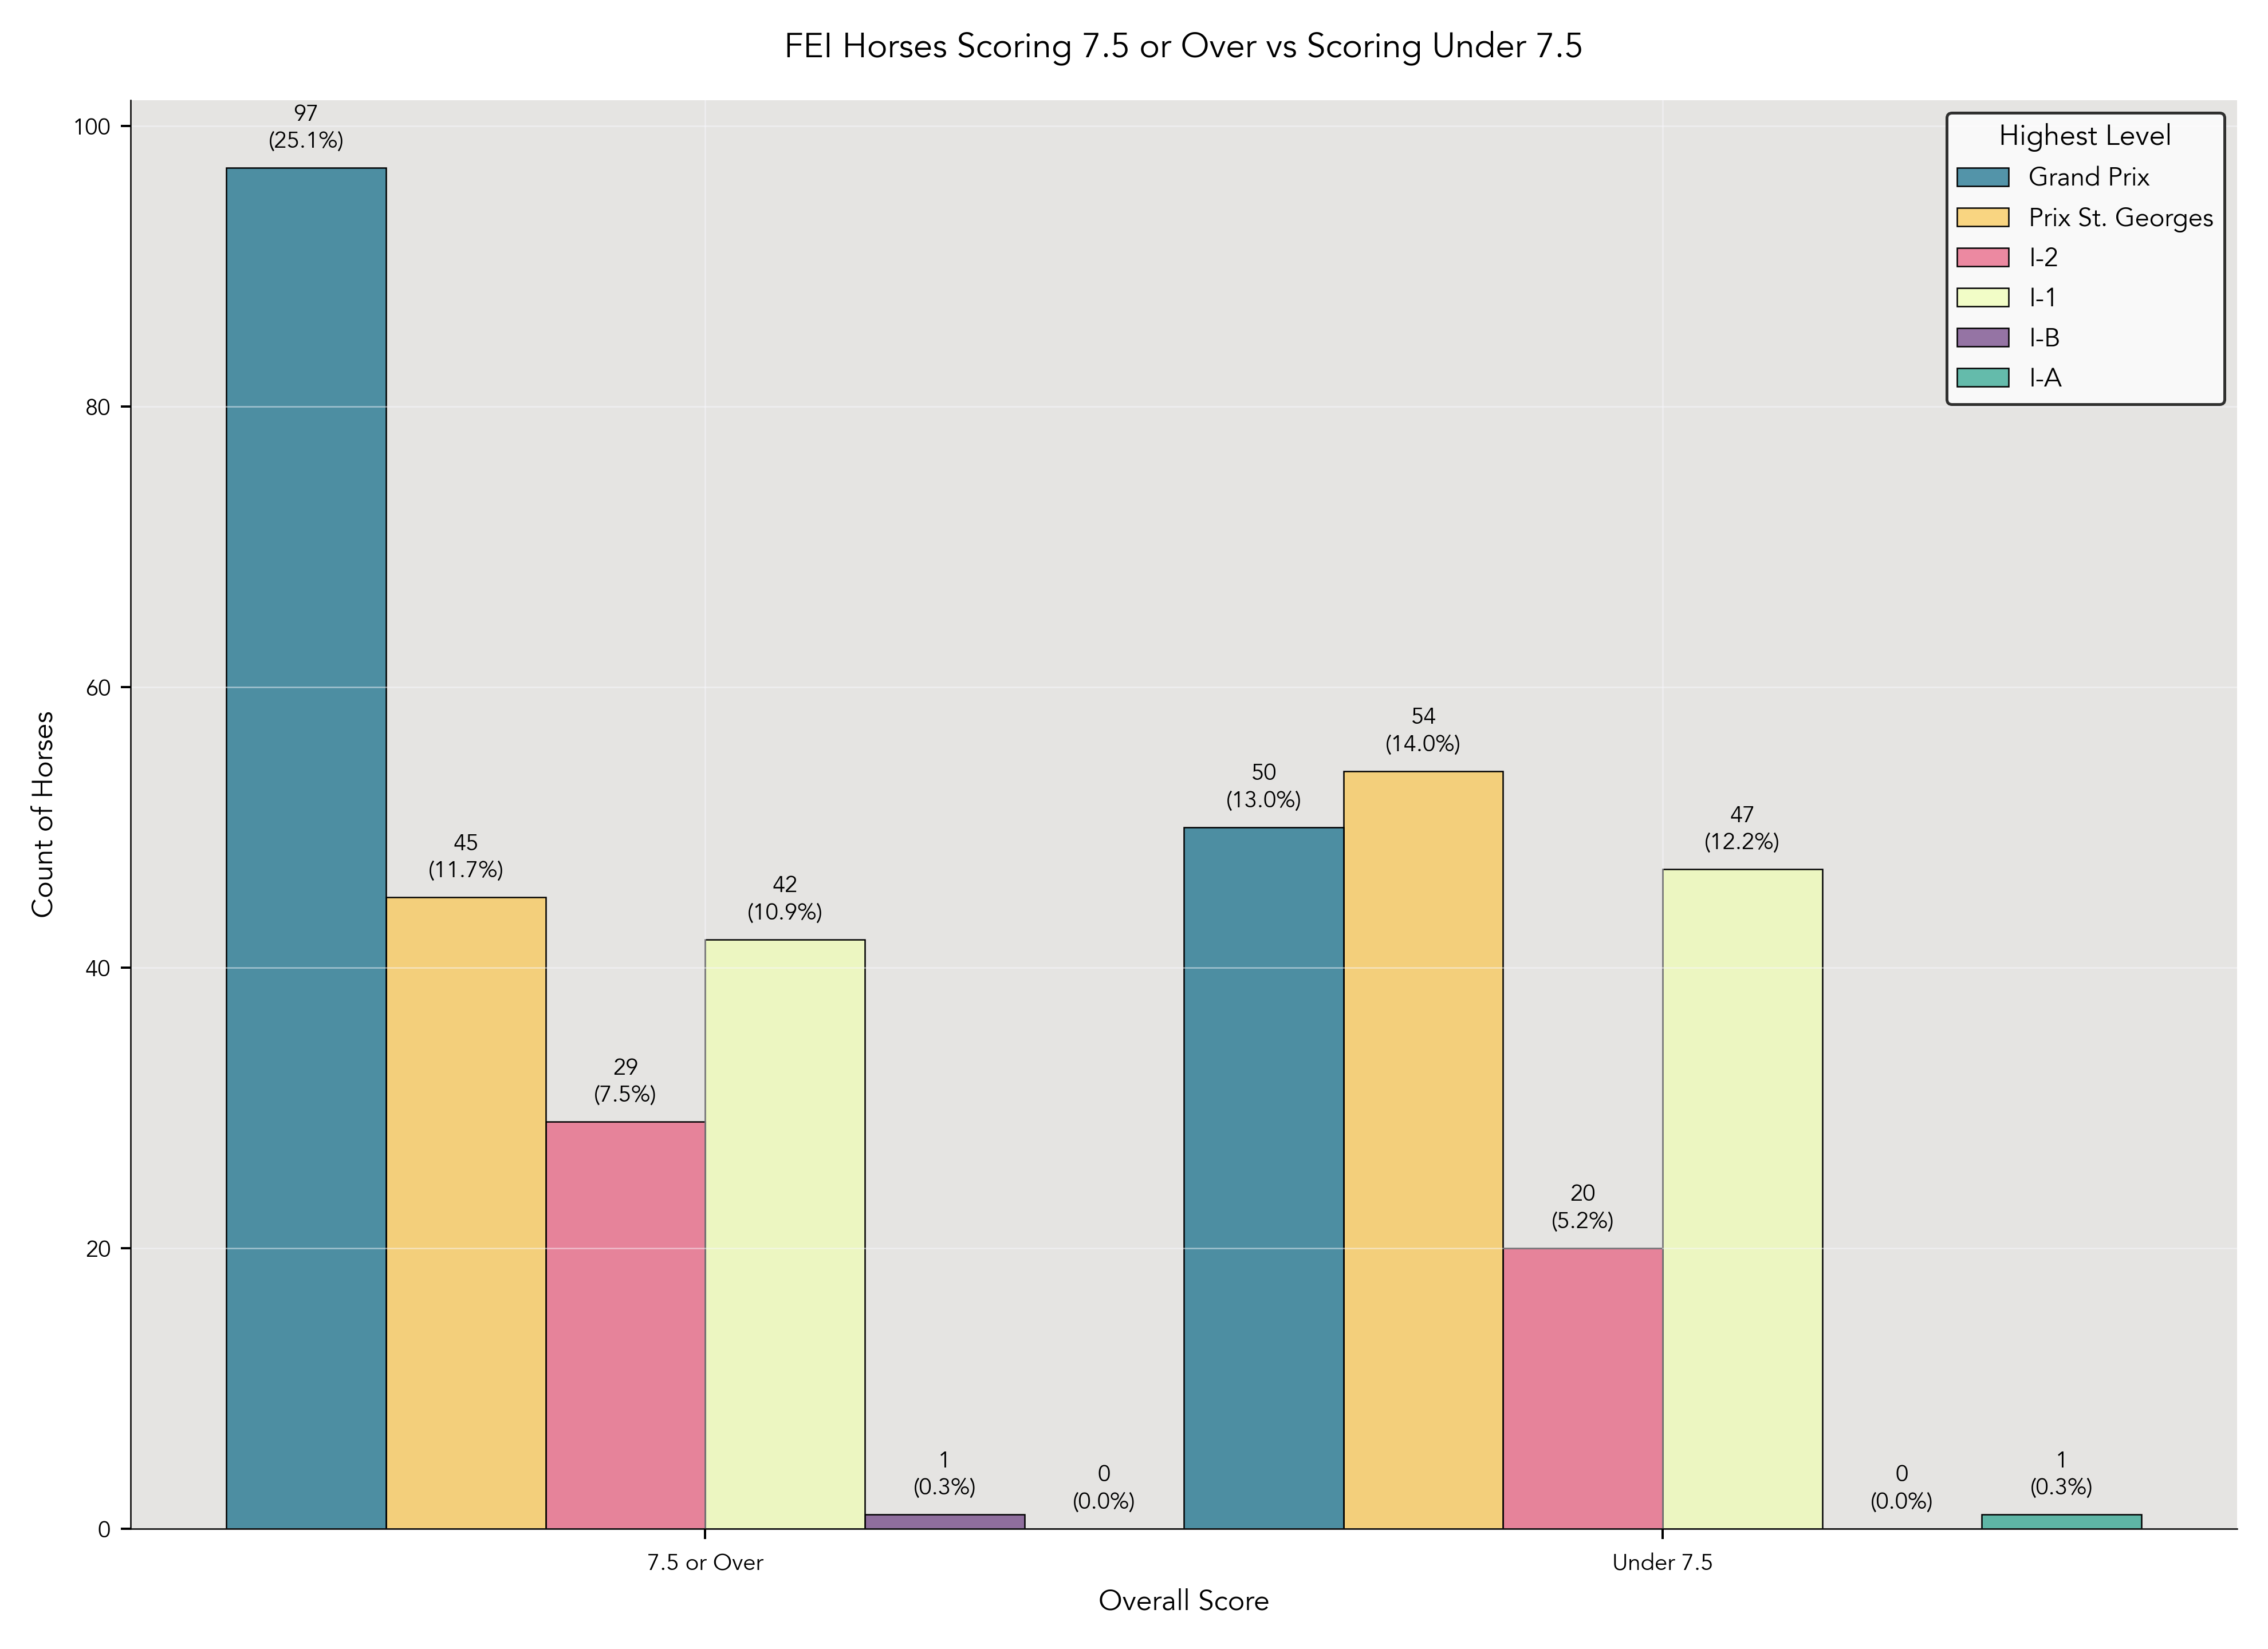 FEI Horses Scoring 7.5 or Over vs Scoring Under 7.5
Count of Horses
100
80
60
40
20
0
97
(25.1%)
45
(11.7%)
29
(7.5%)
42
(10.9%)
1
(0.3%)
0
(0.0%)
50
(13.0%)
54
(14.0%)
20
(5.2%)
47
(12.2%)
0
(0.0%)
1
(0.3%)
Highest Level
Grand Prix
Prix St. Georges
I-2
I-1
I-B
I-A
7.5 or Over
Under 7.5
Overall Score